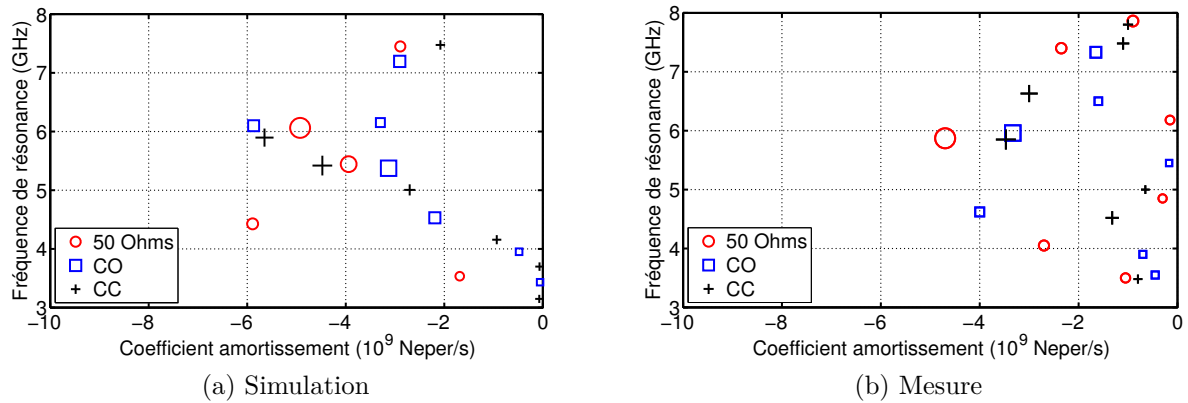 8
7
6
5
4
3
−10
−8
−6
−4
−2
0
Fréquence de résonance (GHz)
Coefficient amortissement (10⁹ Neper/s)
50 Ohms
CO
CC
(a) Simulation
8
7
6
5
4
3
−10
−8
−6
−4
−2
0
Fréquence de résonance (GHz)
Coefficient amortissement (10⁹ Neper/s)
50 Ohms
CO
CC
(b) Mesure